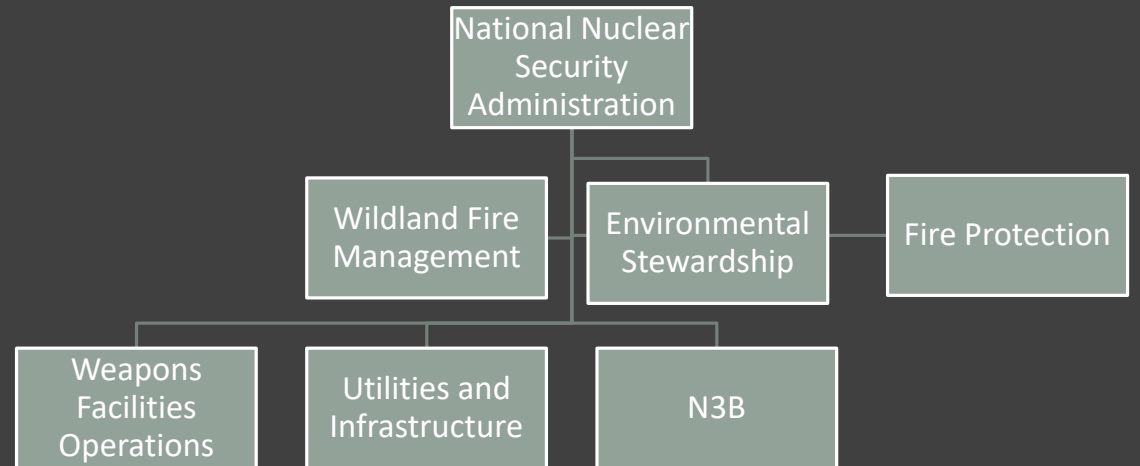 National Nuclear
Security
Administration
Wildland Fire
Management
Environmental
Stewardship
Fire Protection
Weapons
Facilities
Operations
Utilities and
Infrastructure
N3B